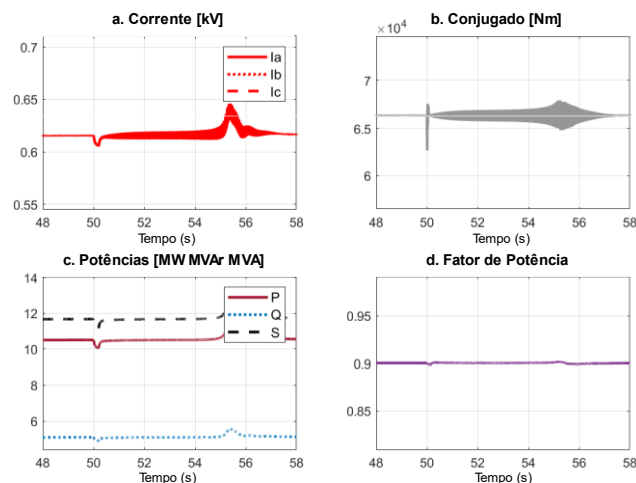 a. Corrente [kV]
0.7
0.65
0.6
0.55
Ia
Ib
Ic
48 50 52 54 56 58
Tempo (s)
b. Conjugado [Nm]
× 10^4
7
6.5
6
48 50 52 54 56 58
Tempo (s)
c. Potências [MW MVAr MVA]
14
12
10
8
6
P
Q
S
48 50 52 54 56 58
Tempo (s)
d. Fator de Potência
0.95
0.9
0.85
48 50 52 54 56 58
Tempo (s)